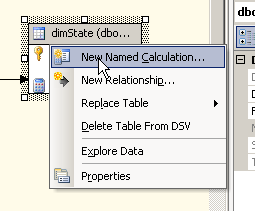 dimState (dbo...
dbo
New Named Calculation...
New Relationship...
Replace Table
Delete Table From DSV
Explore Data
Properties